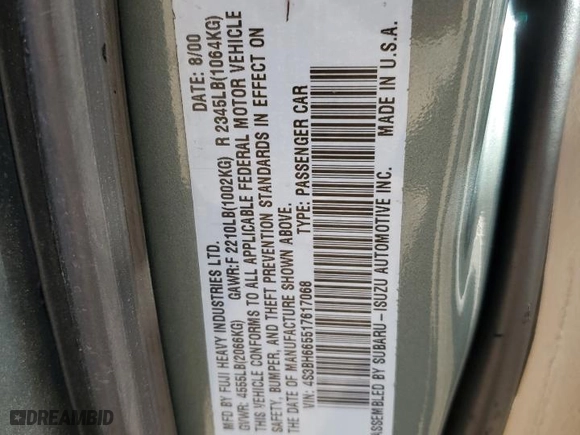 MFD BY FUJI HEAVY INDUSTRIES LTD. DATE: 8/00
GVWR: 4555LB(2066KG) GAWR:F 2210LB(1002KG) R 2345LB(1064KG)
THIS VEHICLE CONFORMS TO ALL APPLICABLE FEDERAL MOTOR VEHICLE
SAFETY, BUMPER, AND THEFT PREVENTION STANDARDS IN EFFECT ON
THE DATE OF MANUFACTURE SHOWN ABOVE.
VIN: 4S3BH665517617068 TYPE: PASSENGER CAR
ASSEMBLED BY SUBARU-ISUZU AUTOMOTIVE INC. MADE IN U.S.A.
DREAMBID